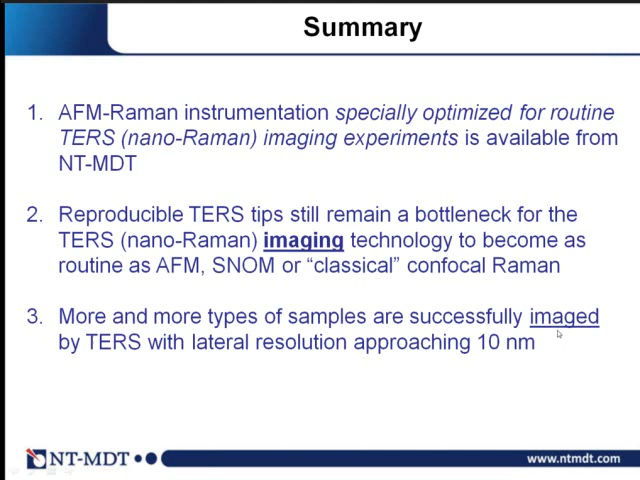 Summary
1. AFM-Raman instrumentation specially optimized for routine
TERS (nano-Raman) imaging experiments is available from
NT-MDT
2. Reproducible TERS tips still remain a bottleneck for the
TERS (nano-Raman) imaging technology to become as
routine as AFM, SNOM or “classical” confocal Raman
3. More and more types of samples are successfully imaged
by TERS with lateral resolution approaching 10 nm
NT-MDT
www.ntmdt.com